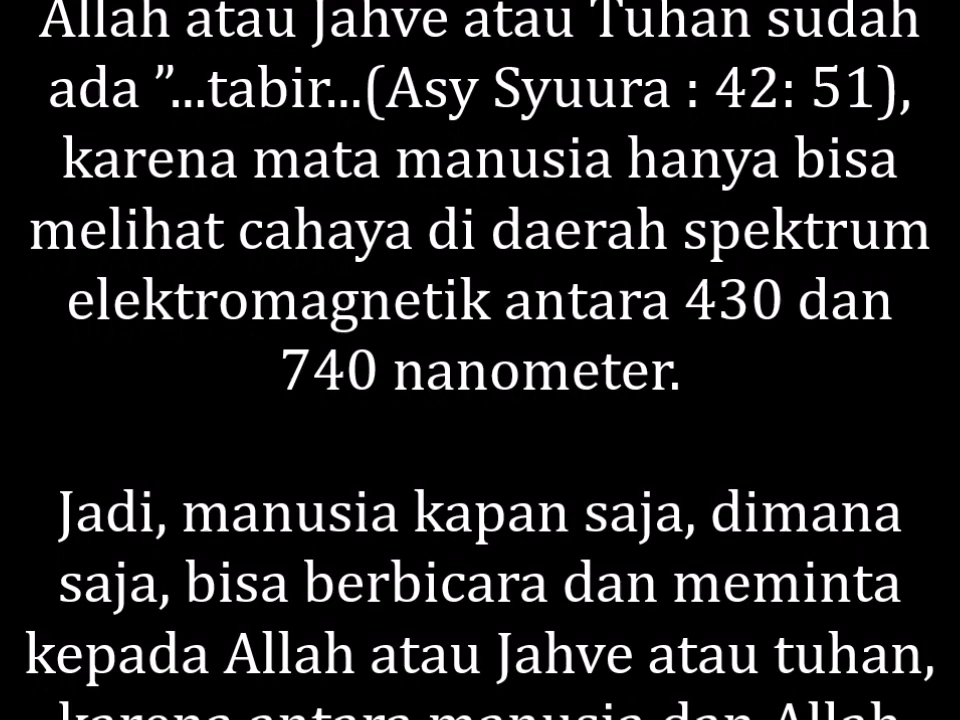 Allah atau Jahve atau Tuhan sudah
ada ”...tabir...(Asy Syuura : 42: 51),
karena mata manusia hanya bisa
melihat cahaya di daerah spektrum
elektromagnetik antara 430 dan
740 nanometer.
Jadi, manusia kapan saja, dimana
saja, bisa berbicara dan meminta
kepada Allah atau Jahve atau tuhan,
karena antara manusia dan Allah